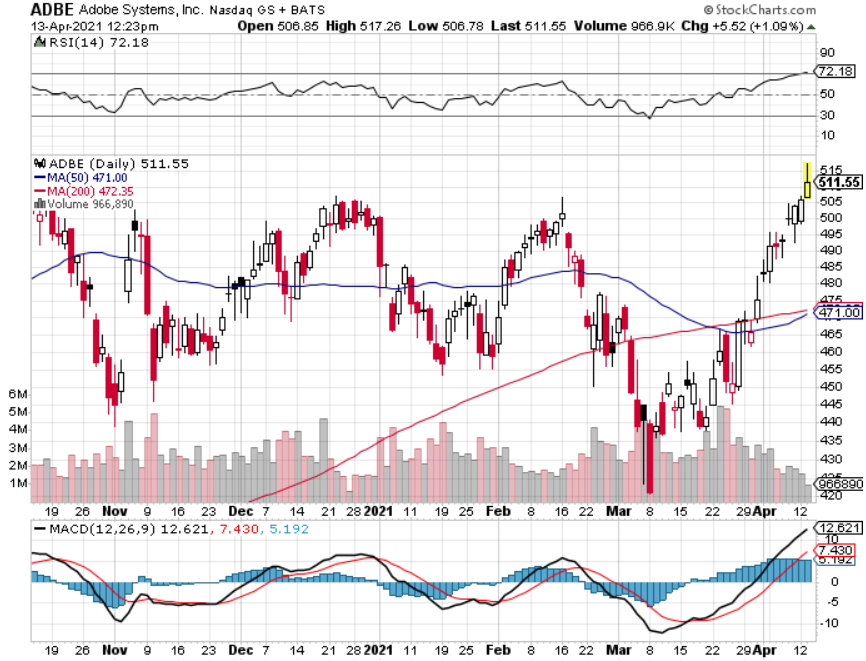 ADBE Adobe Systems, Inc. Nasdaq GS + BATS © StockCharts.com
13-Apr-2021 12:23pm Open 506.85 High 517.26 Low 506.78 Last 511.55 Volume 966.9K Chg +5.52 (+1.09%)
RSI(14) 72.18
90
72.18
50
30
10
ADBE (Daily) 511.55
MA(50) 471.00
MA(200) 472.35
Volume 966,890
515
511.55
505
500
495
490
485
480
475
471.00
465
460
455
450
445
440
435
430
966890
420
6M
5M
4M
3M
2M
1M
19 26 Nov 9 16 23 Dec 7 14 21 28 2021 11 19 25 Feb 8 16 22 Mar 8 15 22 29 Apr 12
MACD(12,26,9) 12.621, 7.430, 5.192
12.621
10
7.430
5.192
0
-5
-10
19 26 Nov 9 16 23 Dec 7 14 21 28 2021 11 19 25 Feb 8 16 22 Mar 8 15 22 29 Apr 12